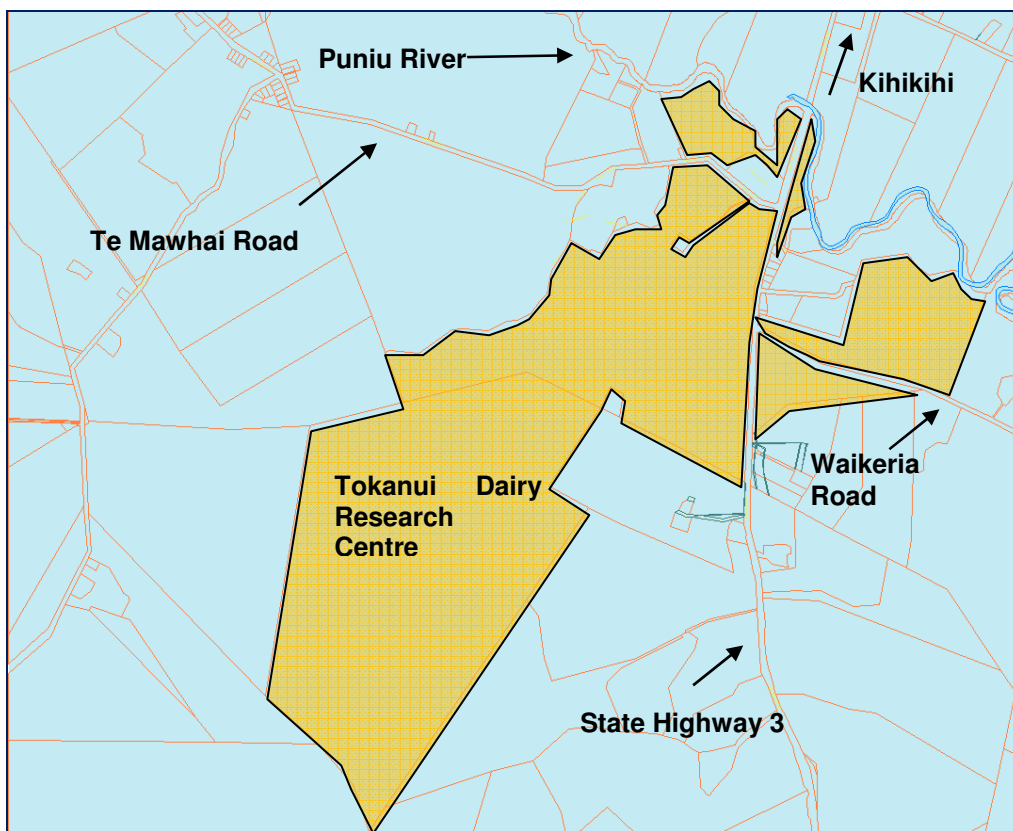 Puniu River
Kihikihi
Te Mawhai Road
Waikeria
Road
Tokanui Dairy
Research
Centre
State Highway 3